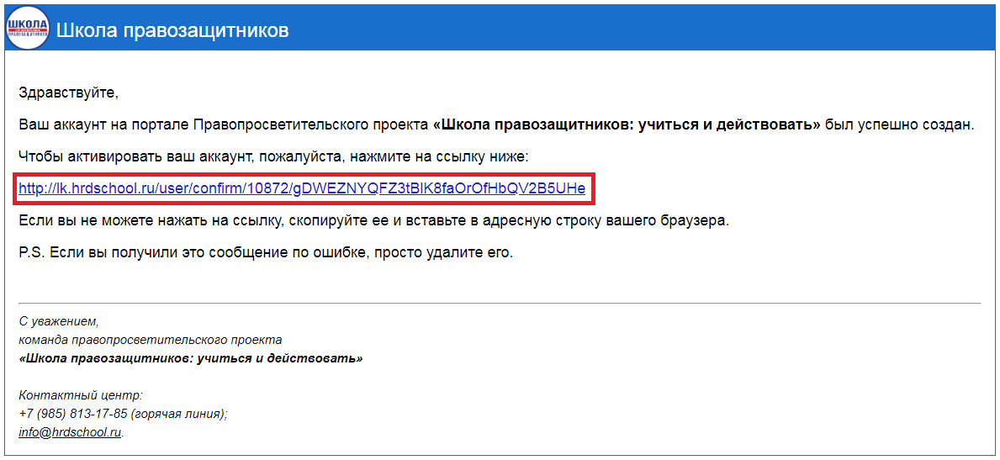 ШКОЛА
ПРАВОЗАЩИТНИКОВ
Школа правозащитников
Здравствуйте,
Ваш аккаунт на портале Правопросветительского проекта «Школа правозащитников: учиться и действовать» был успешно создан.
Чтобы активировать ваш аккаунт, пожалуйста, нажмите на ссылку ниже:
http://lk.hrdschool.ru/user/confirm/10872/gDWEZNYQFZ3tBlK8faOrOfHbQV2B5UHe
Если вы не можете нажать на ссылку, скопируйте ее и вставьте в адресную строку вашего браузера.
P.S. Если вы получили это сообщение по ошибке, просто удалите его.
С уважением,
команда правопросветительского проекта
«Школа правозащитников: учиться и действовать»
Контактный центр:
+7 (985) 813-17-85 (горячая линия);
info@hrdschool.ru.